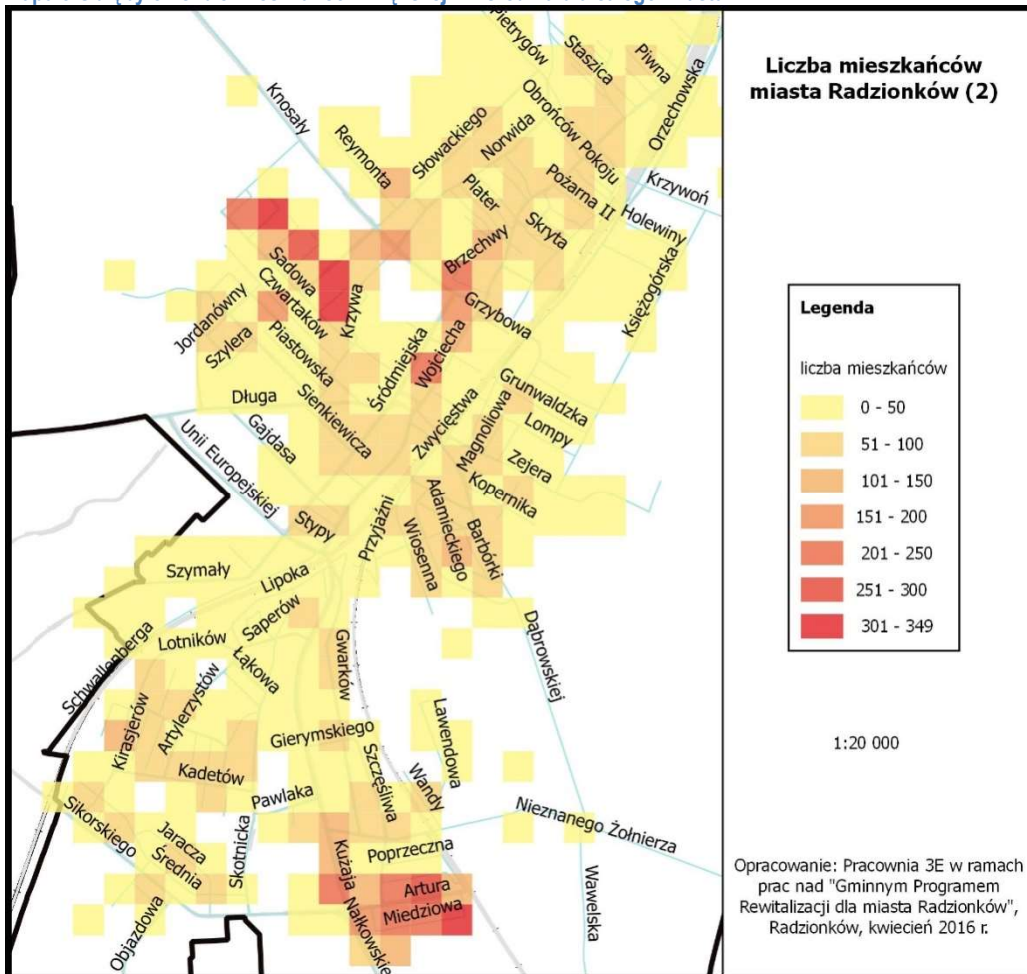 Liczba mieszkańców
miasta Radzionków (2)
Pietrygów
Staszica
Piwna
Orzechowska
Knosały
Obrońców Pokoju
Reymonta
Słowackiego
Norwida
Krzywoń
Plater
Pożarna II
Holewiny
Skryta
Brzechwy
Księżogórska
Sadowa
Czwartaków
Krzywa
Jordanówny
Grzybowa
Szylera
Piastowska
Śródmiejska
Wojciecha
Długa
Sienkiewicza
Grunwaldzka
Zwycięstwa
Magnoliowa
Lompy
Gajdasa
Unii Europejskiej
Zejera
Kopernika
Stypy
Przyjaźni
Adamieckiego
Wiosenna
Barbórki
Szymały
Lipoka
Saperów
Dąbrowskiej
Schwallenberga
Lotników
Łąkowa
Gwarków
Kirasjerów
Artylerzystów
Gierymskiego
Ławendowa
Kadetów
Szczęśliwa
Wandy
Pawlaka
Nieznanego Żołnierza
Sikorskiego
Jaracza
Średnia
Skotnicka
Kużaja
Poprzeczna
Artura
Miedziowa
Objazdowa
Wawelska
Legenda
liczba mieszkańców
0 - 50
51 - 100
101 - 150
151 - 200
201 - 250
251 - 300
301 - 349
1:20 000
Opracowanie: Pracownia 3E w ramach
prac nad "Gminnym Programem
Rewitalizacji dla miasta Radzionków",
Radzionków, kwiecień 2016 r.